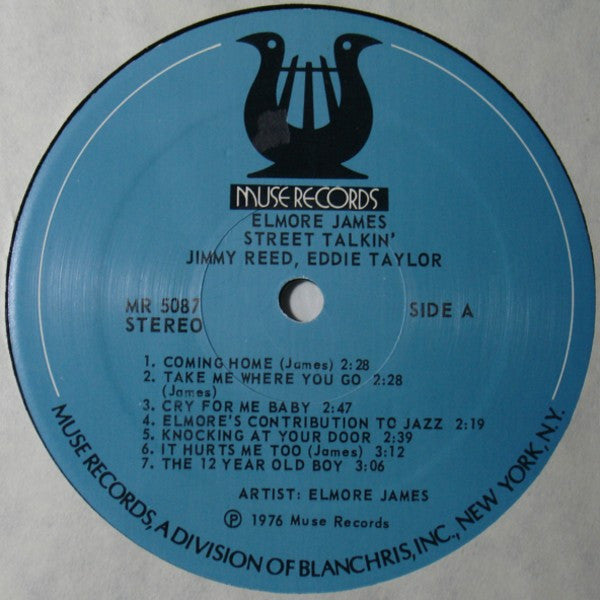 MUSE RECORDS
ELMORE JAMES
STREET TALKIN'
JIMMY REED, EDDIE TAYLOR
MR 5087
STEREO
SIDE A
1. COMING HOME (James) 2:28
2. TAKE ME WHERE YOU GO 2:28
(James)
3. CRY FOR ME BABY 2:47
4. ELMORE'S CONTRIBUTION TO JAZZ 2:19
5. KNOCKING AT YOUR DOOR 2:39
6. IT HURTS ME TOO (James) 3:12
7. THE 12 YEAR OLD BOY 3:06
ARTIST: ELMORE JAMES
Ⓟ 1976 Muse Records
MUSE RECORDS, A DIVISION OF BLANCHRIS, INC., NEW YORK, N.Y.